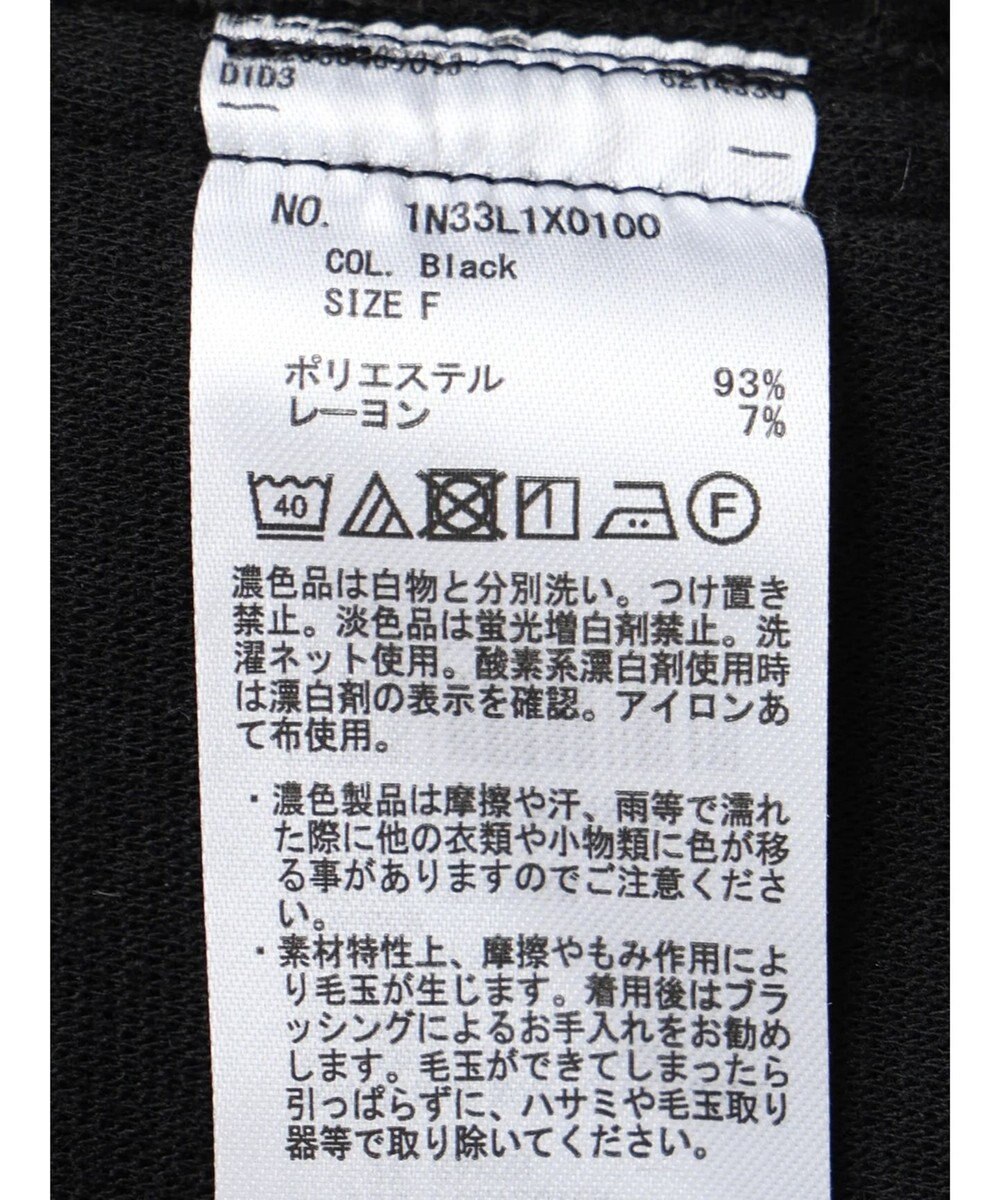 D1D3
NO. 1N33L1X0100
COL. Black
SIZE F
ポリエステル 93%
レーヨン 7%
40 F
濃色品は白物と分別洗い。つけ置き
禁止。淡色品は蛍光増白剤禁止。洗
濯ネット使用。酸素系漂白剤使用時
は漂白剤の表示を確認。アイロンあ
て布使用。
・濃色製品は摩擦や汗、雨等で濡れ
た際に他の衣類や小物類に色が移
る事がありますのでご注意くださ
い。
・素材特性上、摩擦やもみ作用によ
り毛玉が生じます。着用後はブラ
ッシングによるお手入れをお勧め
します。毛玉ができてしまったら
引っぱらずに、ハサミや毛玉取り
器等で取り除いてください。